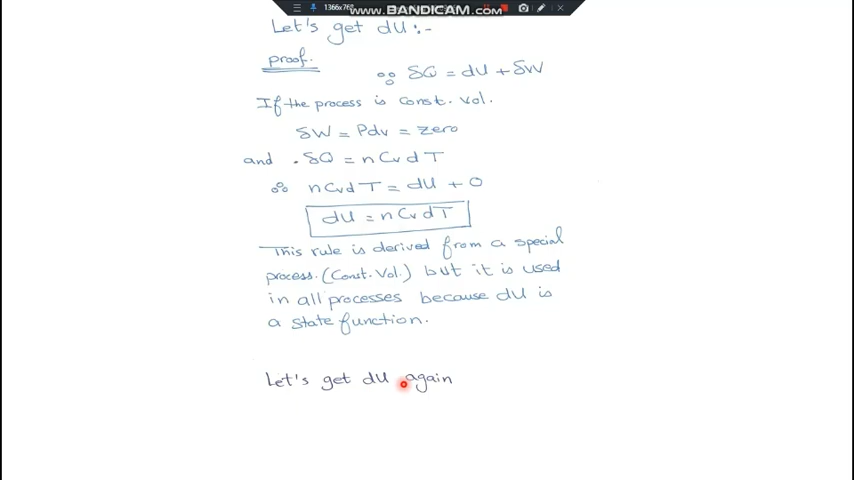 1366x768
www.BANDICAM.com
Let's get dU:-
proof.
∵ δQ = dU + δW
If the process is Const. Vol.
δW = Pdv = Zero
and . δQ = n Cv dT
∴ n Cv dT = dU + O
dU = n Cv dT
This rule is derived from a special
process. (Const. Vol.) but it is used
in all processes because dU is
a state function.
Let's get dU again